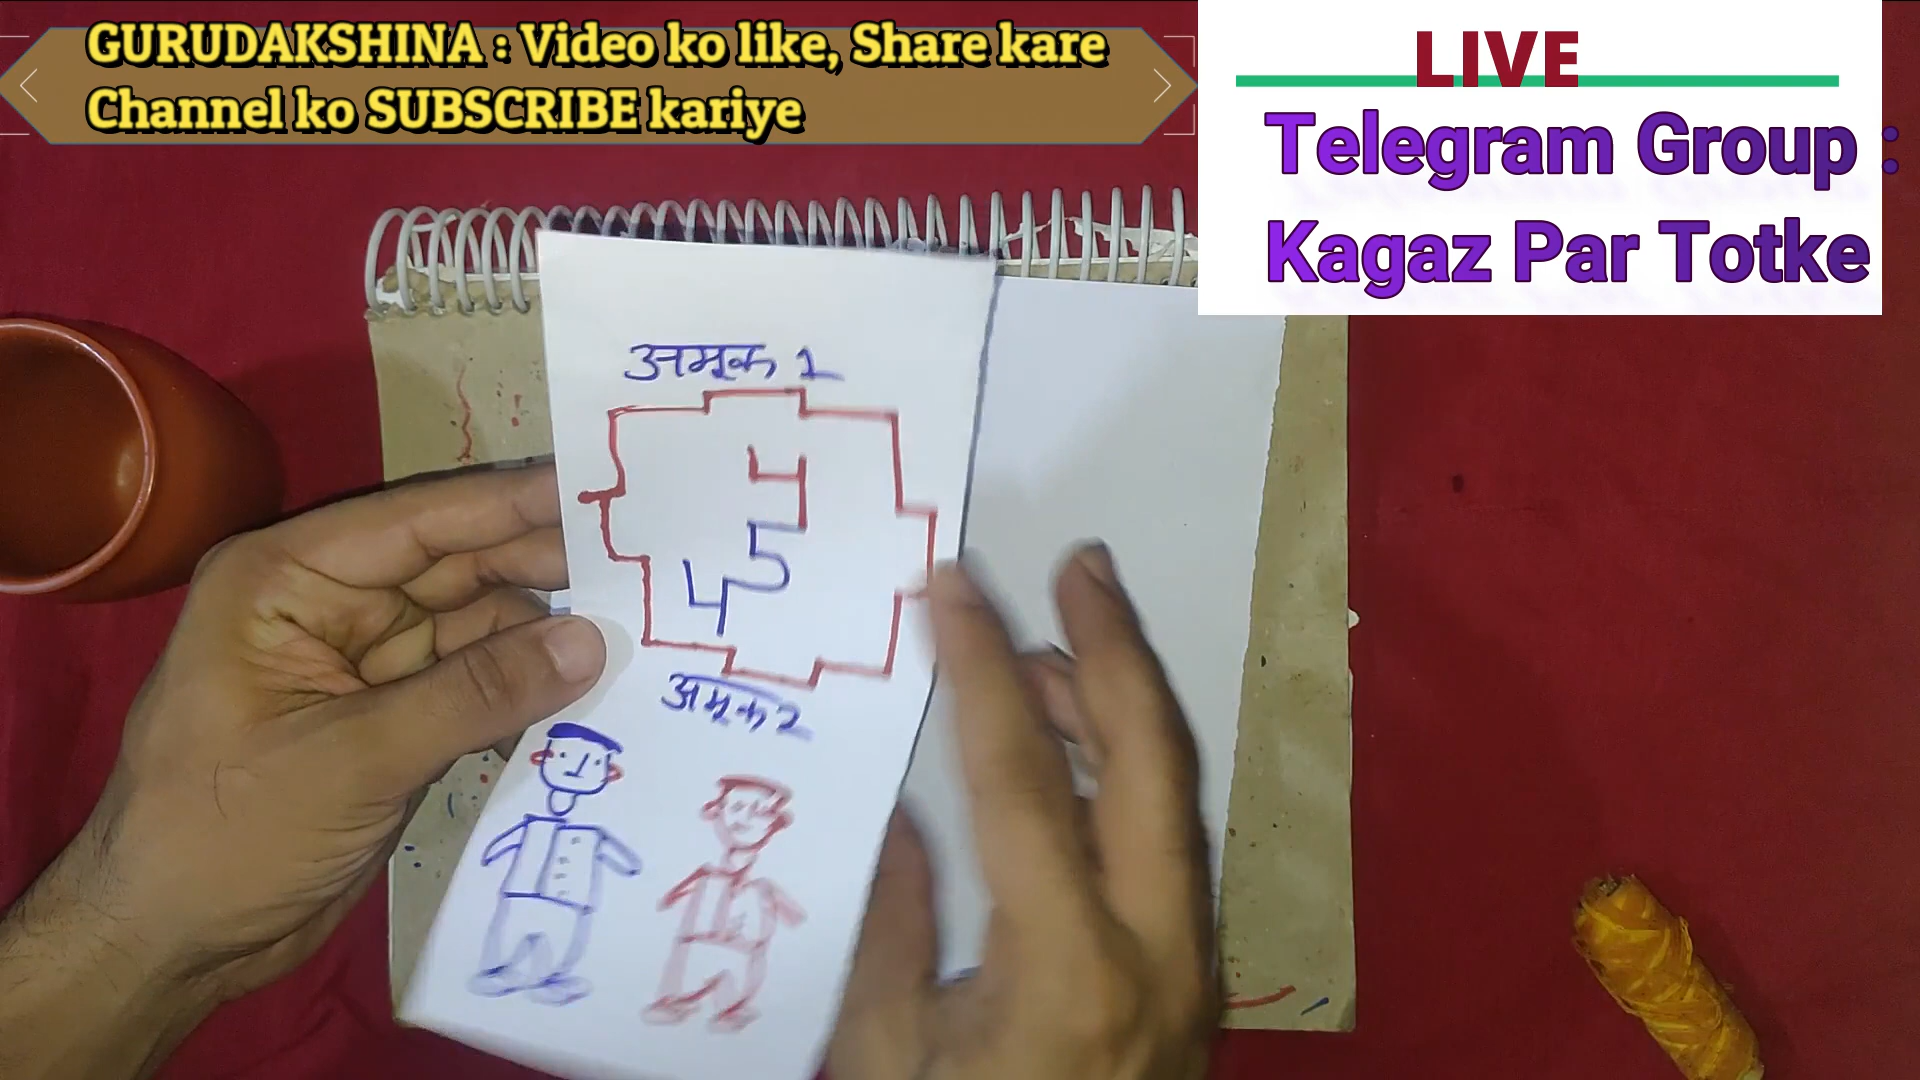 GURUDAKSHINA : Video ko like, Share kare
Channel ko SUBSCRIBE kariye
LIVE
Telegram Group :
Kagaz Par Totke
अमूक 1
4
5
4
अमूक 2